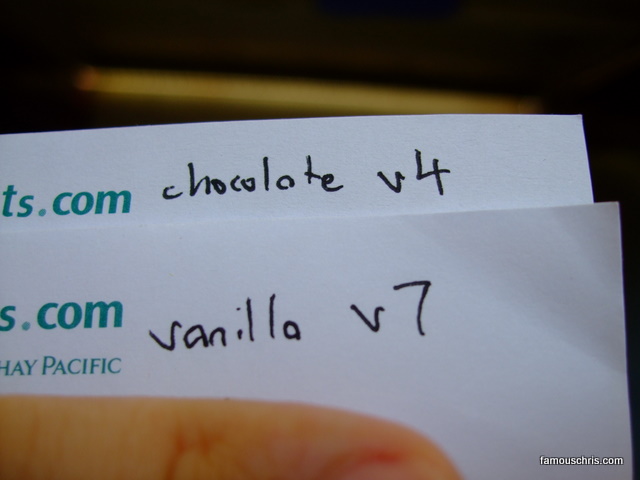 ts.com chocolate v4
s.com vanilla v7
HAY PACIFIC
famouschris.com